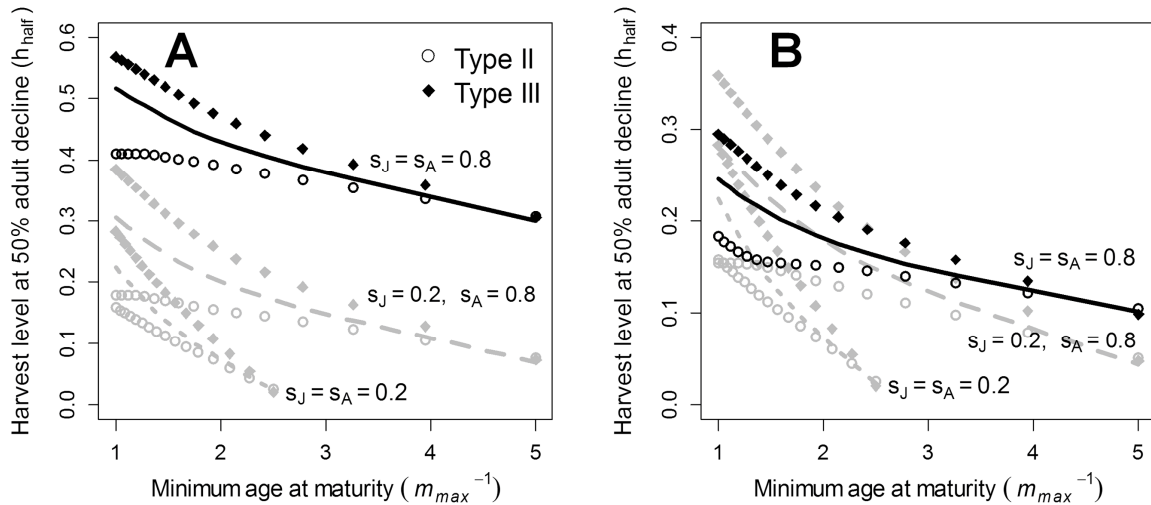 A
Type II
Type III
s_J = s_A = 0.8
s_J = 0.2, s_A = 0.8
s_J = s_A = 0.2
0.0
0.1
0.2
0.3
0.4
0.5
0.6
1
2
3
4
5
Harvest level at 50% adult decline (h_half)
Minimum age at maturity ( m_max ⁻¹)
B
s_J = s_A = 0.8
s_J = 0.2, s_A = 0.8
s_J = s_A = 0.2
0.0
0.1
0.2
0.3
0.4
1
2
3
4
5
Harvest level at 50% adult decline (h_half)
Minimum age at maturity ( m_max ⁻¹)